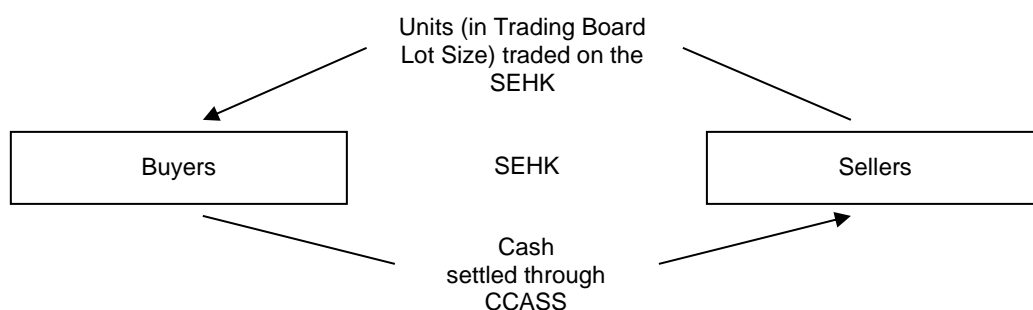 Units (in Trading Board
Lot Size) traded on the
SEHK
Buyers
SEHK
Sellers
Cash
settled through
CCASS